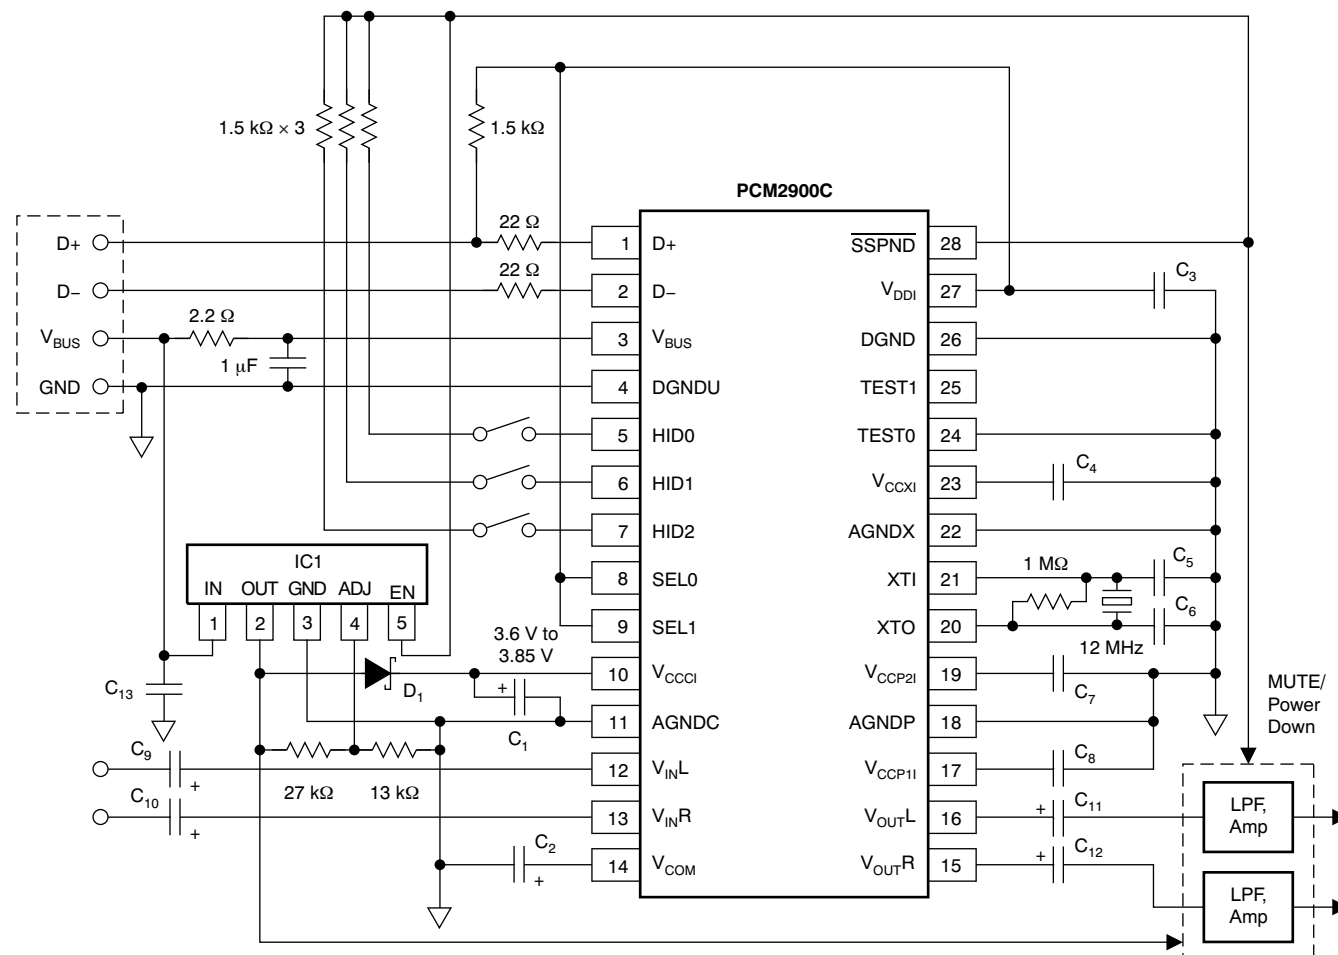 1.5 kΩ × 3
1.5 kΩ
PCM2900C
D+
22 Ω
1
D+
SSPND
28
D−
22 Ω
2
D−
VDDI
27
C3
VBUS
2.2 Ω
1 μF
3
VBUS
DGND
26
GND
4
DGNDU
TEST1
25
5
HID0
TEST0
24
6
HID1
VCCXI
23
C4
7
HID2
AGNDX
22
IC1
IN
OUT
GND
ADJ
EN
1
2
3
4
5
8
SEL0
XTI
21
1 MΩ
C5
9
SEL1
XTO
20
12 MHz
C6
3.6 V to
3.85 V
C13
D1
+
C1
10
VCCCI
VCCP2I
19
C7
11
AGNDC
AGNDP
18
MUTE/
Power
Down
C9
+
27 kΩ
13 kΩ
12
VINL
VCCP1I
17
C8
C10
+
13
VINR
VOUTL
16
+
C11
LPF,
Amp
C2
+
14
VCOM
VOUTR
15
+
C12
LPF,
Amp